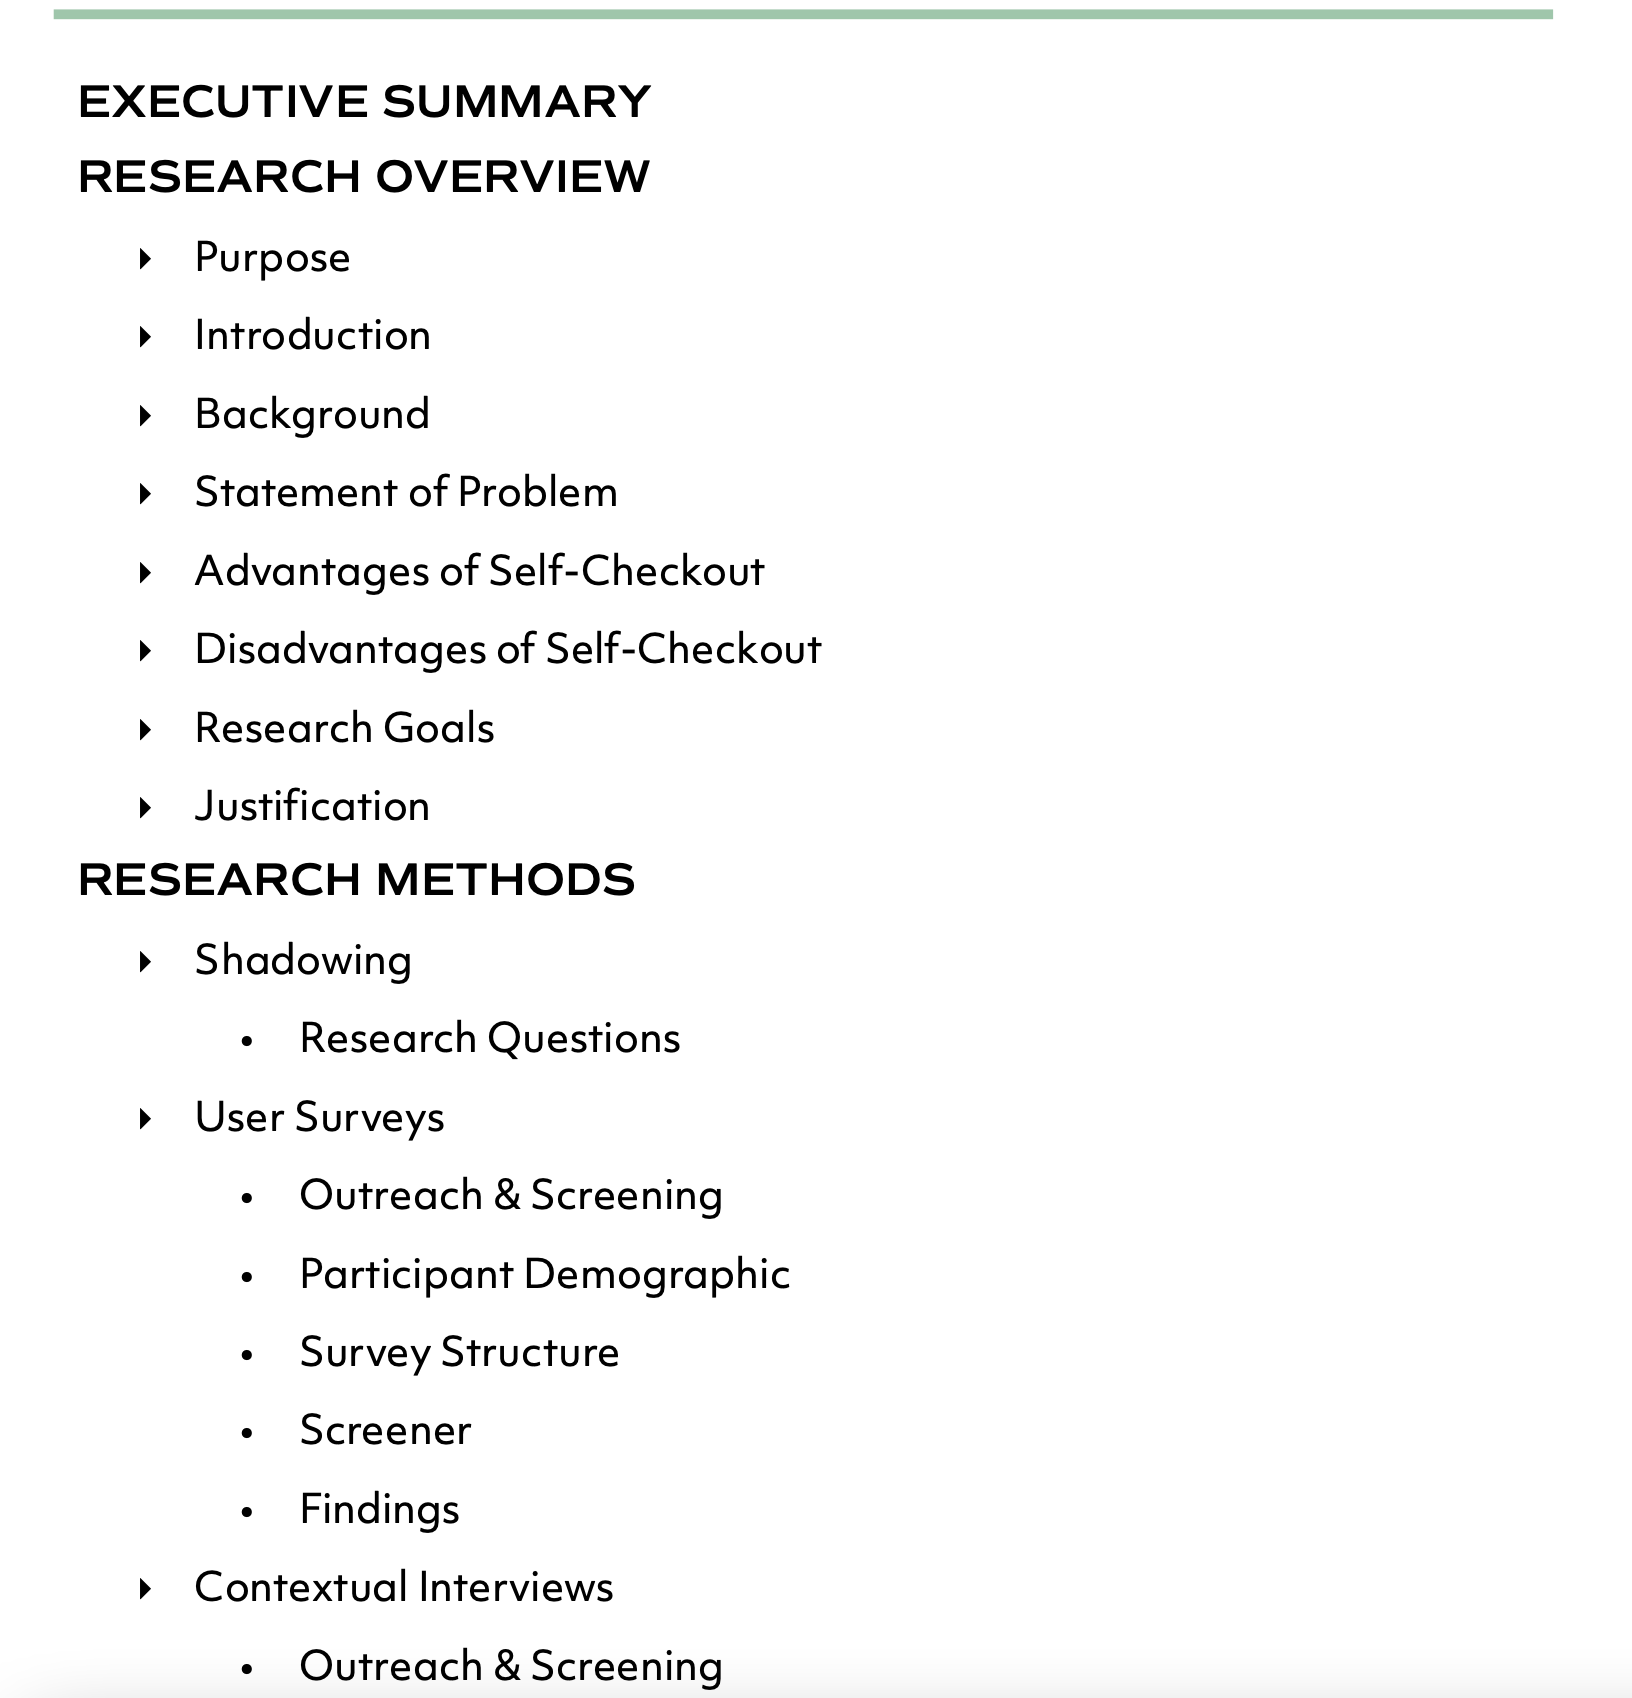 EXECUTIVE SUMMARY
RESEARCH OVERVIEW
Purpose
Introduction
Background
Statement of Problem
Advantages of Self-Checkout
Disadvantages of Self-Checkout
Research Goals
Justification
RESEARCH METHODS
Shadowing
• Research Questions
User Surveys
• Outreach & Screening
• Participant Demographic
• Survey Structure
• Screener
• Findings
Contextual Interviews
• Outreach & Screening